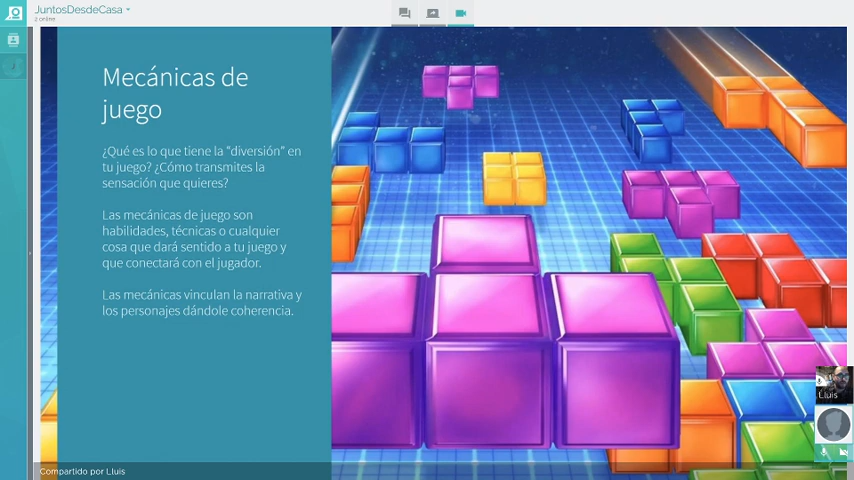 JuntosDesdeCasa
2 online
Mecánicas de
juego
¿Qué es lo que tiene la "diversión" en
tu juego? ¿Cómo transmites la
sensación que quieres?
Las mecánicas de juego son
habilidades, técnicas o cualquier
cosa que dará sentido a tu juego y
que conectará con el jugador.
Las mecánicas vinculan la narrativa y
los personajes dándole coherencia.
Lluis
Compartido por Lluis